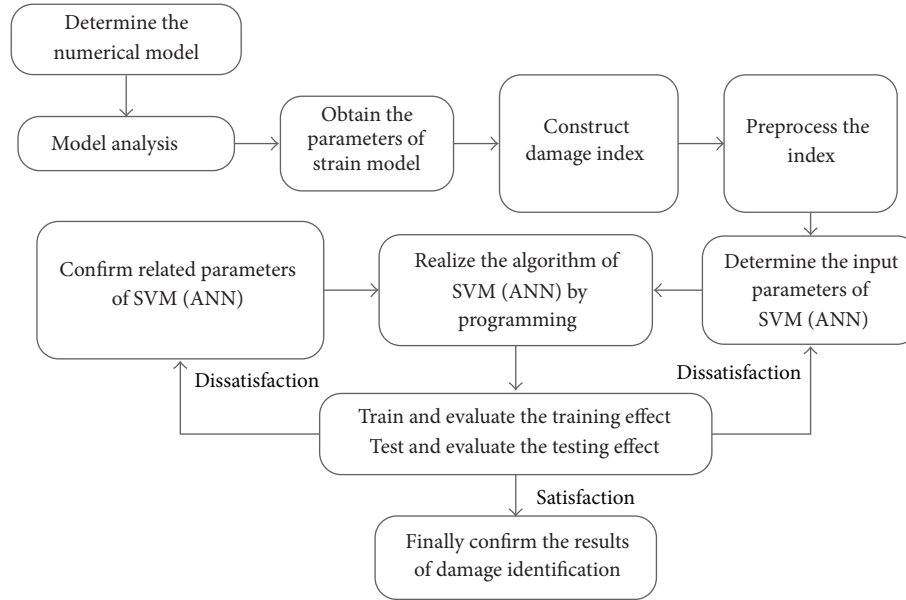 Determine the
numerical model
Model analysis
Obtain the
parameters of
strain model
Construct
damage index
Preprocess the
index
Confirm related parameters
of SVM (ANN)
Realize the algorithm of
SVM (ANN) by
programming
Determine the input
parameters of
SVM (ANN)
Dissatisfaction
Dissatisfaction
Train and evaluate the training effect
Test and evaluate the testing effect
Satisfaction
Finally confirm the results
of damage identification